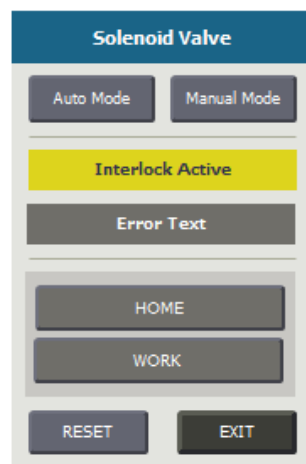 Solenoid Valve
Auto Mode Manual Mode
Interlock Active
Error Text
HOME
WORK
RESET EXIT